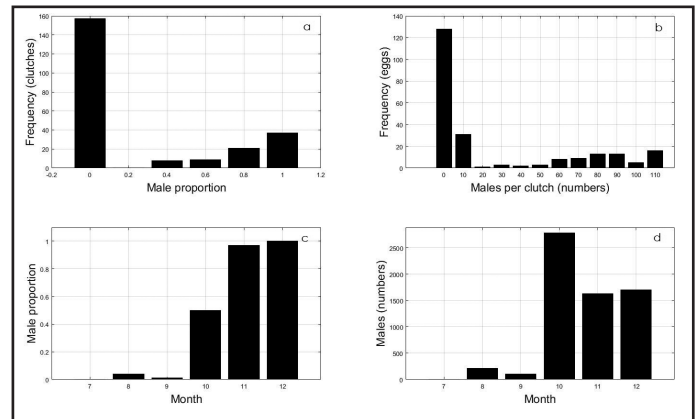 a
160
140
120
100
80
60
40
20
0
Frequency (clutches)
-0.2 0 0.2 0.4 0.6 0.8 1 1.2
Male proportion
b
140
120
100
80
60
40
20
0
Frequency (eggs)
0 10 20 30 40 50 60 70 80 90 100 110
Males per clutch (numbers)
c
1
0.8
0.6
0.4
0.2
0
Male proportion
7 8 9 10 11 12
Month
d
2500
2000
1500
1000
500
0
Males (numbers)
7 8 9 10 11 12
Month